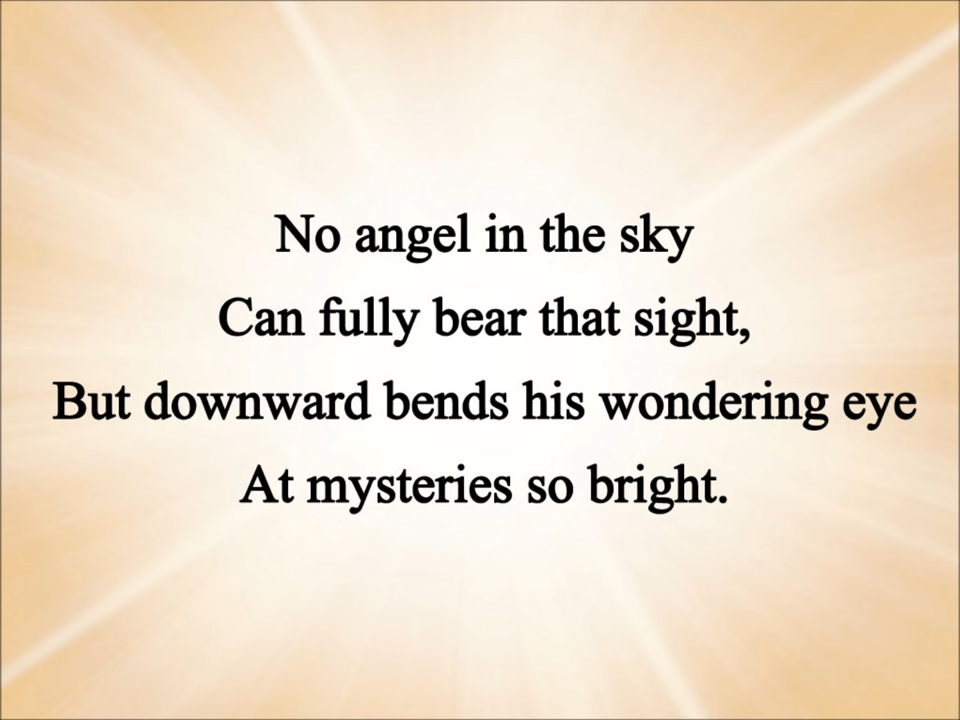 No angel in the sky
Can fully bear that sight,
But downward bends his wondering eye
At mysteries so bright.